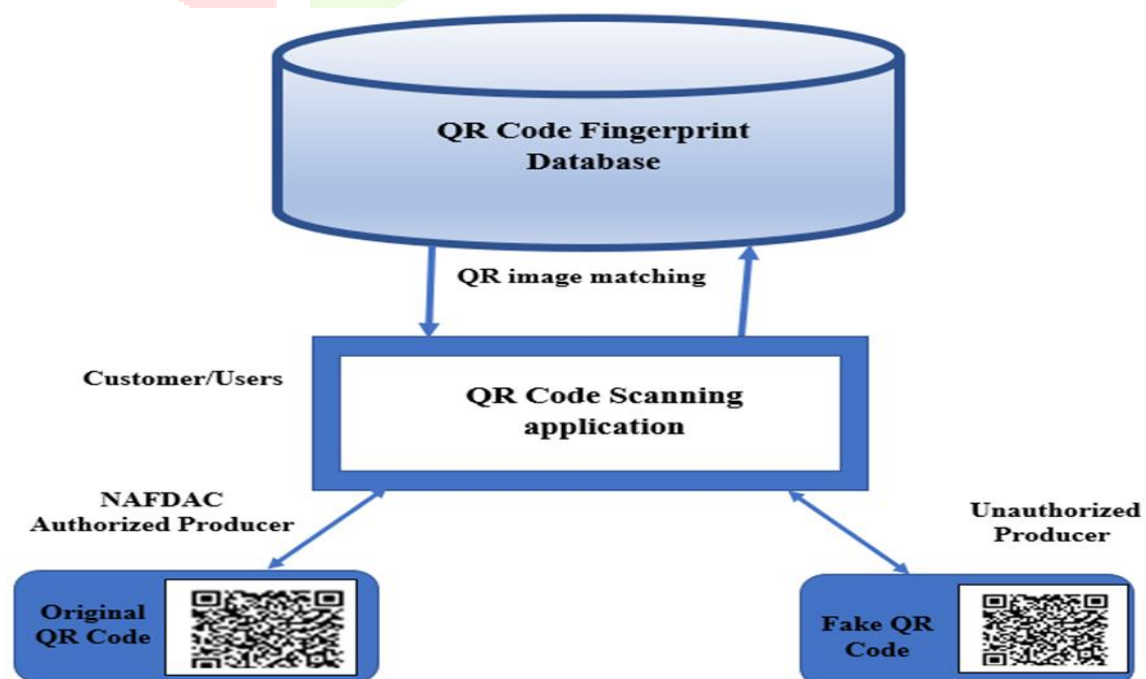 QR Code Fingerprint
Database
QR image matching
Customer/Users
QR Code Scanning
application
NAFDAC
Authorized Producer
Unauthorized
Producer
Original
QR Code
Fake QR
Code